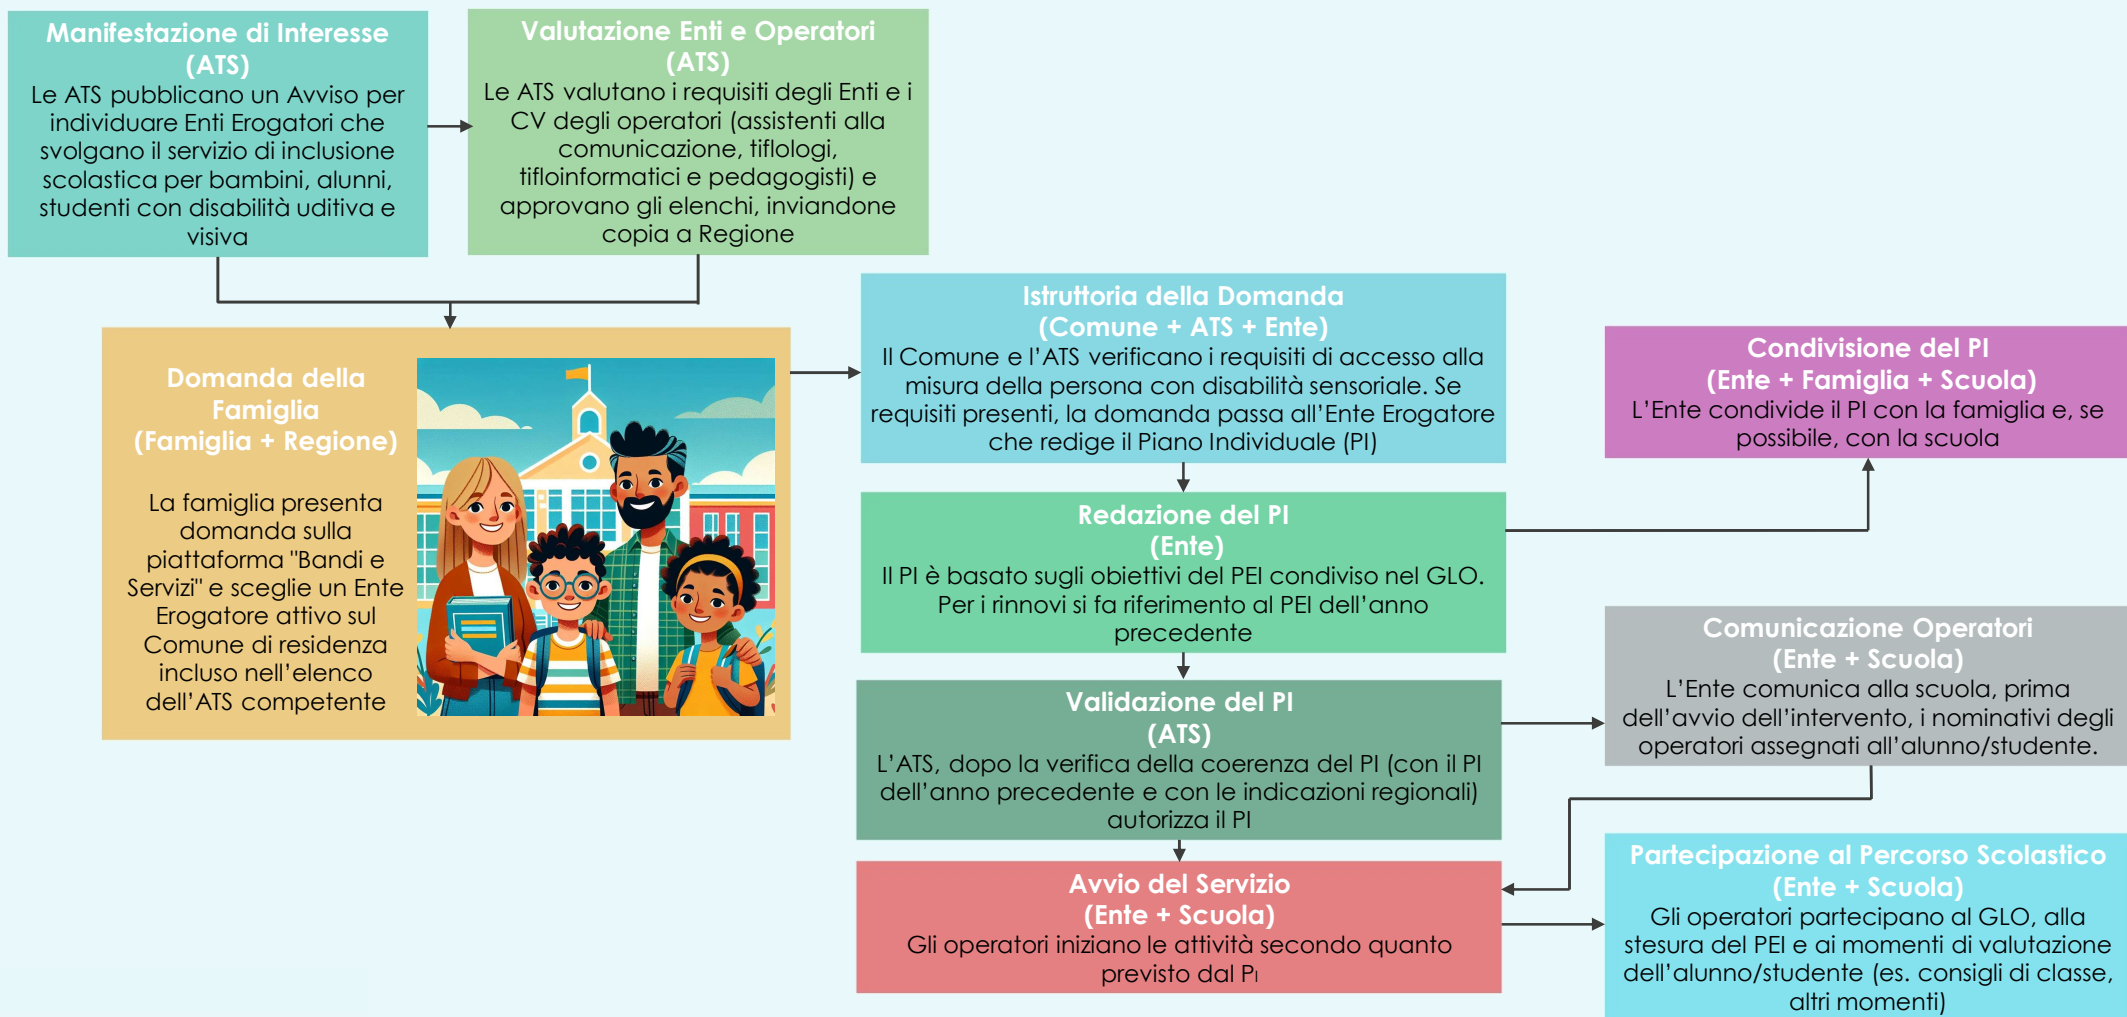 Manifestazione di Interesse
(ATS)
Le ATS pubblicano un Avviso per
individuare Enti Erogatori che
svolgano il servizio di inclusione
scolastica per bambini, alunni,
studenti con disabilità uditiva e
visiva
Valutazione Enti e Operatori
(ATS)
Le ATS valutano i requisiti degli Enti e i
CV degli operatori (assistenti alla
comunicazione, tiflologi,
tifloinformatici e pedagogisti) e
approvano gli elenchi, inviandone
copia a Regione
Domanda della
Famiglia
(Famiglia + Regione)
La famiglia presenta
domanda sulla
piattaforma "Bandi e
Servizi" e sceglie un Ente
Erogatore attivo sul
Comune di residenza
incluso nell’elenco
dell’ATS competente
Istruttoria della Domanda
(Comune + ATS + Ente)
Il Comune e l’ATS verificano i requisiti di accesso alla
misura della persona con disabilità sensoriale. Se
requisiti presenti, la domanda passa all’Ente Erogatore
che redige il Piano Individuale (PI)
Redazione del PI
(Ente)
Il PI è basato sugli obiettivi del PEI condiviso nel GLO.
Per i rinnovi si fa riferimento al PEI dell’anno
precedente
Condivisione del PI
(Ente + Famiglia + Scuola)
L’Ente condivide il PI con la famiglia e, se
possibile, con la scuola
Validazione del PI
(ATS)
L’ATS, dopo la verifica della coerenza del PI (con il PI
dell’anno precedente e con le indicazioni regionali)
autorizza il PI
Comunicazione Operatori
(Ente + Scuola)
L’Ente comunica alla scuola, prima
dell’avvio dell’intervento, i nominativi degli
operatori assegnati all’alunno/studente.
Avvio del Servizio
(Ente + Scuola)
Gli operatori iniziano le attività secondo quanto
previsto dal PI
Partecipazione al Percorso Scolastico
(Ente + Scuola)
Gli operatori partecipano al GLO, alla
stesura del PEI e ai momenti di valutazione
dell’alunno/studente (es. consigli di classe,
altri momenti)